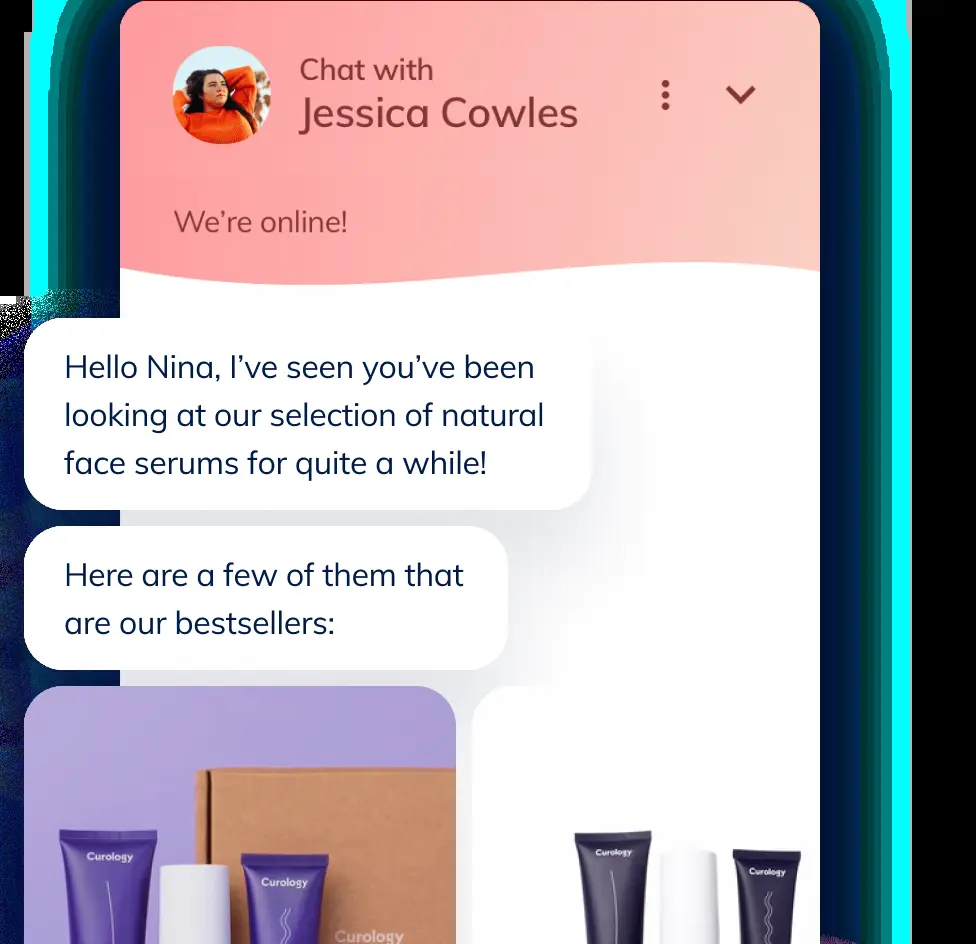 Chat with
Jessica Cowles
We’re online!
Hello Nina, I’ve seen you’ve been
looking at our selection of natural
face serums for quite a while!
Here are a few of them that
are our bestsellers:
Curology
Curology
Curology
Curology
Curology